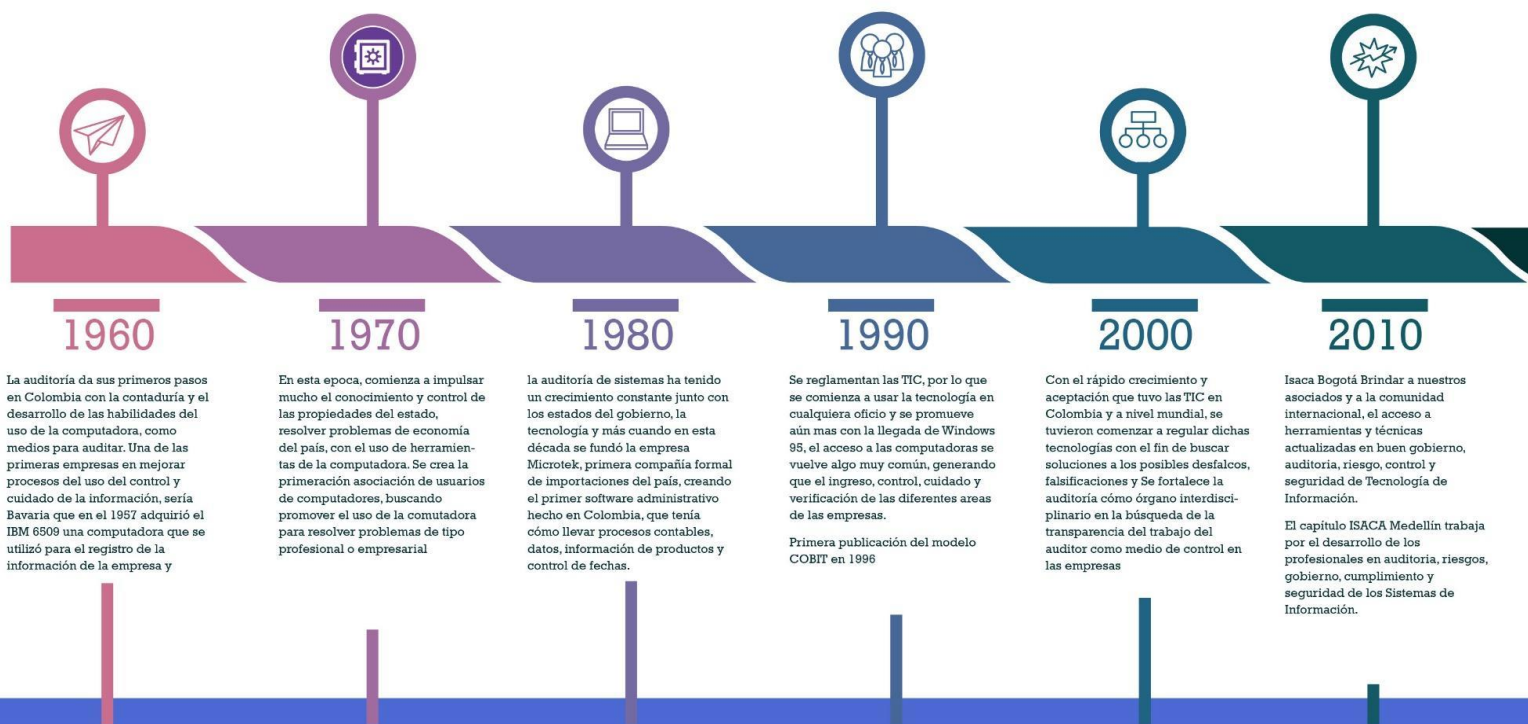 1960
La auditoría da sus primeros pasos
en Colombia con la contaduría y el
desarrollo de las habilidades del
uso de la computadora, como
medios para auditar. Una de las
primeras empresas en mejorar
procesos del uso del control y
cuidado de la información, sería
Bavaria que en el 1957 adquirió el
IBM 6509 una computadora que se
utilizó para el registro de la
información de la empresa y
1970
En esta epoca, comienza a impulsar
mucho el conocimiento y control de
las propiedades del estado,
resolver problemas de economía
del país, con el uso de herramien-
tas de la computadora. Se crea la
primeración asociación de usuarios
de computadores, buscando
promover el uso de la comutadora
para resolver problemas de tipo
profesional o empresarial
1980
la auditoría de sistemas ha tenido
un crecimiento constante junto con
los estados del gobierno, la
tecnología y más cuando en esta
década se fundó la empresa
Microtek, primera compañía formal
de importaciones del país, creando
el primer software administrativo
hecho en Colombia, que tenía
cómo llevar procesos contables,
datos, información de productos y
control de fechas.
1990
Se reglamentan las TIC, por lo que
se comienza a usar la tecnología en
cualquiera oficio y se promueve
aún mas con la llegada de Windows
95, el acceso a las computadoras se
vuelve algo muy común, generando
que el ingreso, control, cuidado y
verificación de las diferentes areas
de las empresas.
Primera publicación del modelo
COBIT en 1996
2000
Con el rápido crecimiento y
aceptación que tuvo las TIC en
Colombia y a nivel mundial, se
tuvieron comenzar a regular dichas
tecnologías con el fin de buscar
soluciones a los posibles desfalcos,
falsificaciones y Se fortalece la
auditoría cómo órgano interdisci-
plinario en la búsqueda de la
transparencia del trabajo del
auditor como medio de control en
las empresas
2010
Isaca Bogotá Brindar a nuestros
asociados y a la comunidad
internacional, el acceso a
herramientas y técnicas
actualizadas en buen gobierno,
auditoria, riesgo, control y
seguridad de Tecnología de
Información.
El capítulo ISACA Medellín trabaja
por el desarrollo de los
profesionales en auditoria, riesgos,
gobierno, cumplimiento y
seguridad de los Sistemas de
Información.